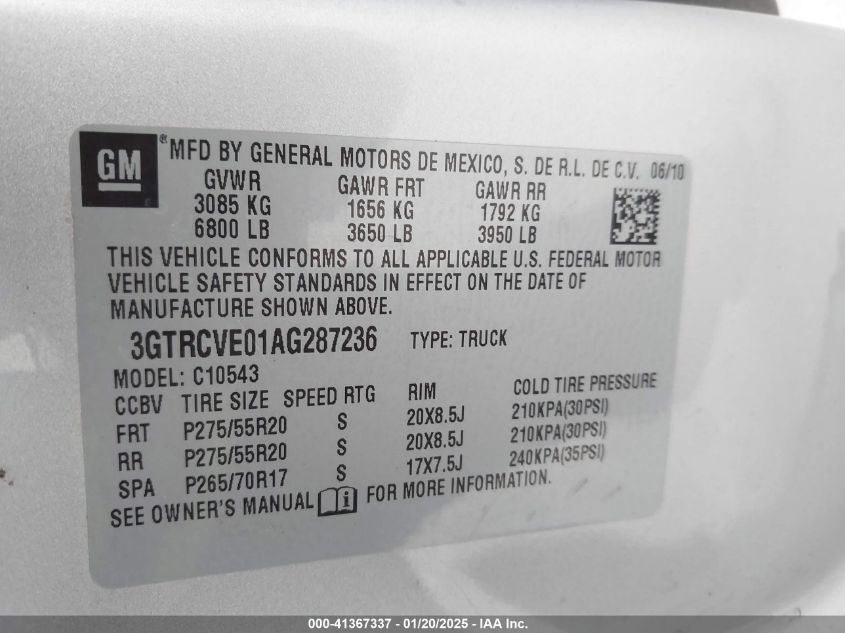 GM
® MFD BY GENERAL MOTORS DE MEXICO, S. DE R.L. DE C.V. 06/10
GVWR GAWR FRT GAWR RR
3085 KG 1656 KG 1792 KG
6800 LB 3650 LB 3950 LB
THIS VEHICLE CONFORMS TO ALL APPLICABLE U.S. FEDERAL MOTOR
VEHICLE SAFETY STANDARDS IN EFFECT ON THE DATE OF
MANUFACTURE SHOWN ABOVE.
3GTRCVE01AG287236 TYPE: TRUCK
MODEL: C10543
CCBV TIRE SIZE SPEED RTG RIM COLD TIRE PRESSURE
FRT P275/55R20 S 20X8.5J 210KPA(30PSI)
RR P275/55R20 S 20X8.5J 210KPA(30PSI)
SPA P265/70R17 S 17X7.5J 240KPA(35PSI)
SEE OWNER'S MANUAL i FOR MORE INFORMATION.
000-41367337 - 01/20/2025 - IAA Inc.